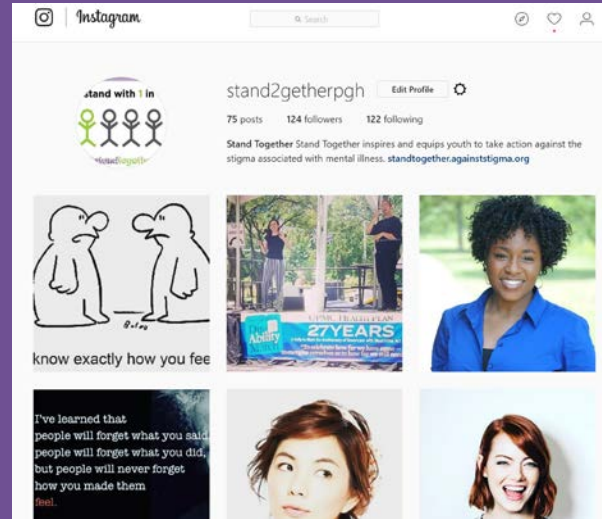 Instagram
Search
stand with 1 in
stand2getherpgh Edit Profile
75 posts 124 followers 122 following
Stand Together Stand Together inspires and equips youth to take action against the
stigma associated with mental illness. standtogether.againststigma.org
know exactly how you fee
UPMC HEALTH PLAN
Ability
27YEARS
I've learned that
people will forget what you said
people will forget what you did,
but people will never forget
how you made them
feel.